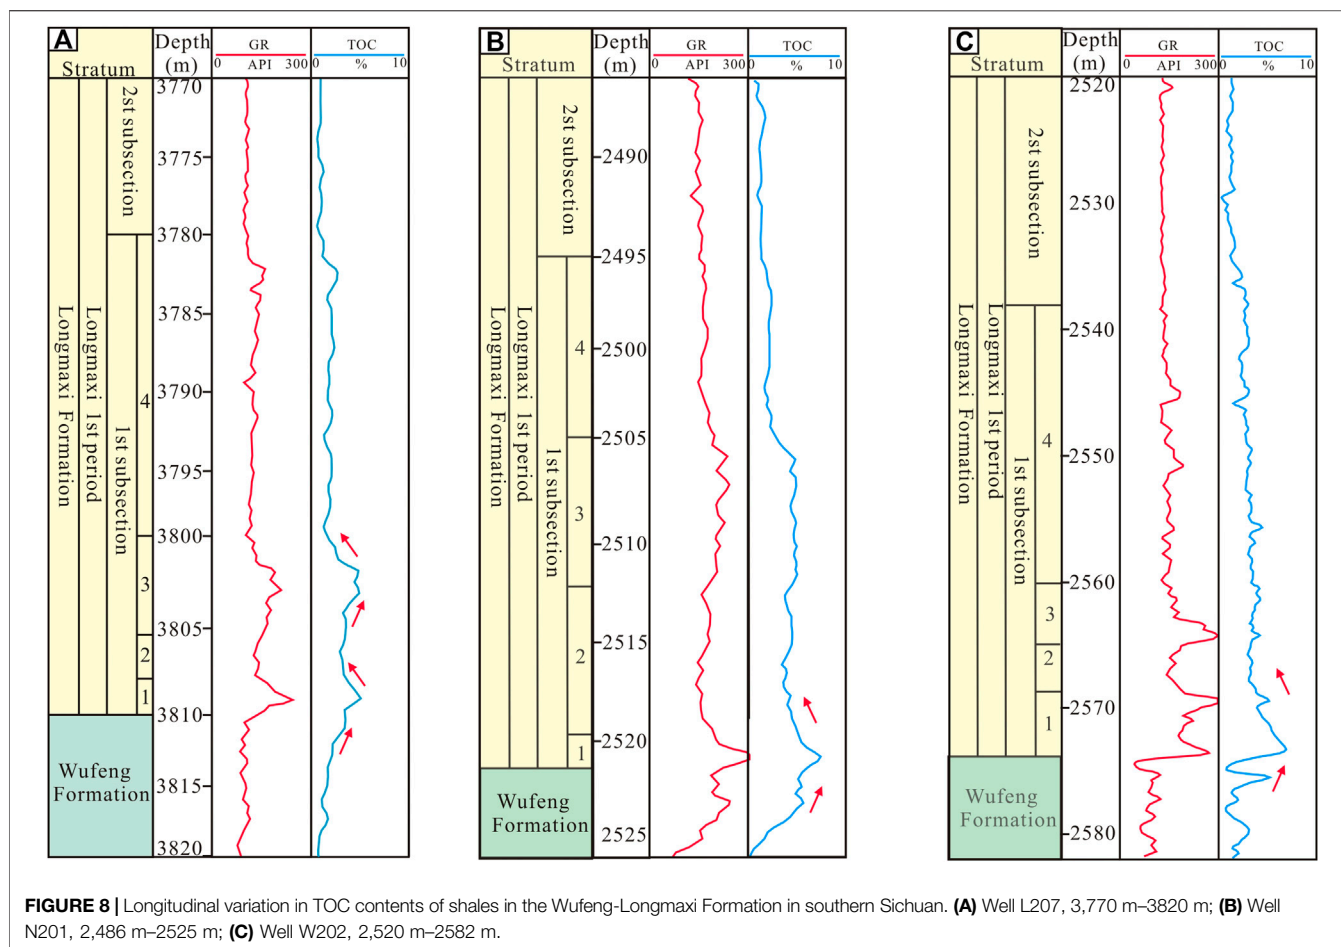 A
Stratum
Depth
(m)
GR
0 API 300
TOC
0 % 10
Longmaxi Formation
Longmaxi 1st period
2st subsection
1st subsection
4
3
2
1
Wufeng
Formation
3770
3775
3780
3785
3790
3795
3800
3805
3810
3815
3820
B
Stratum
Depth
(m)
GR
0 API 300
TOC
0 % 10
Longmaxi Formation
Longmaxi 1st period
2st subsection
1st subsection
4
3
2
1
Wufeng
Formation
2490
2495
2500
2505
2510
2515
2520
2525
C
Stratum
Depth
(m)
GR
0 API 300
TOC
0 % 10
Longmaxi Formation
Longmaxi 1st period
2st subsection
1st subsection
4
3
2
1
Wufeng
Formation
2520
2530
2540
2550
2560
2570
2580
FIGURE 8 | Longitudinal variation in TOC contents of shales in the Wufeng-Longmaxi Formation in southern Sichuan. (A) Well L207, 3,770 m–3820 m; (B) Well
N201, 2,486 m–2525 m; (C) Well W202, 2,520 m–2582 m.